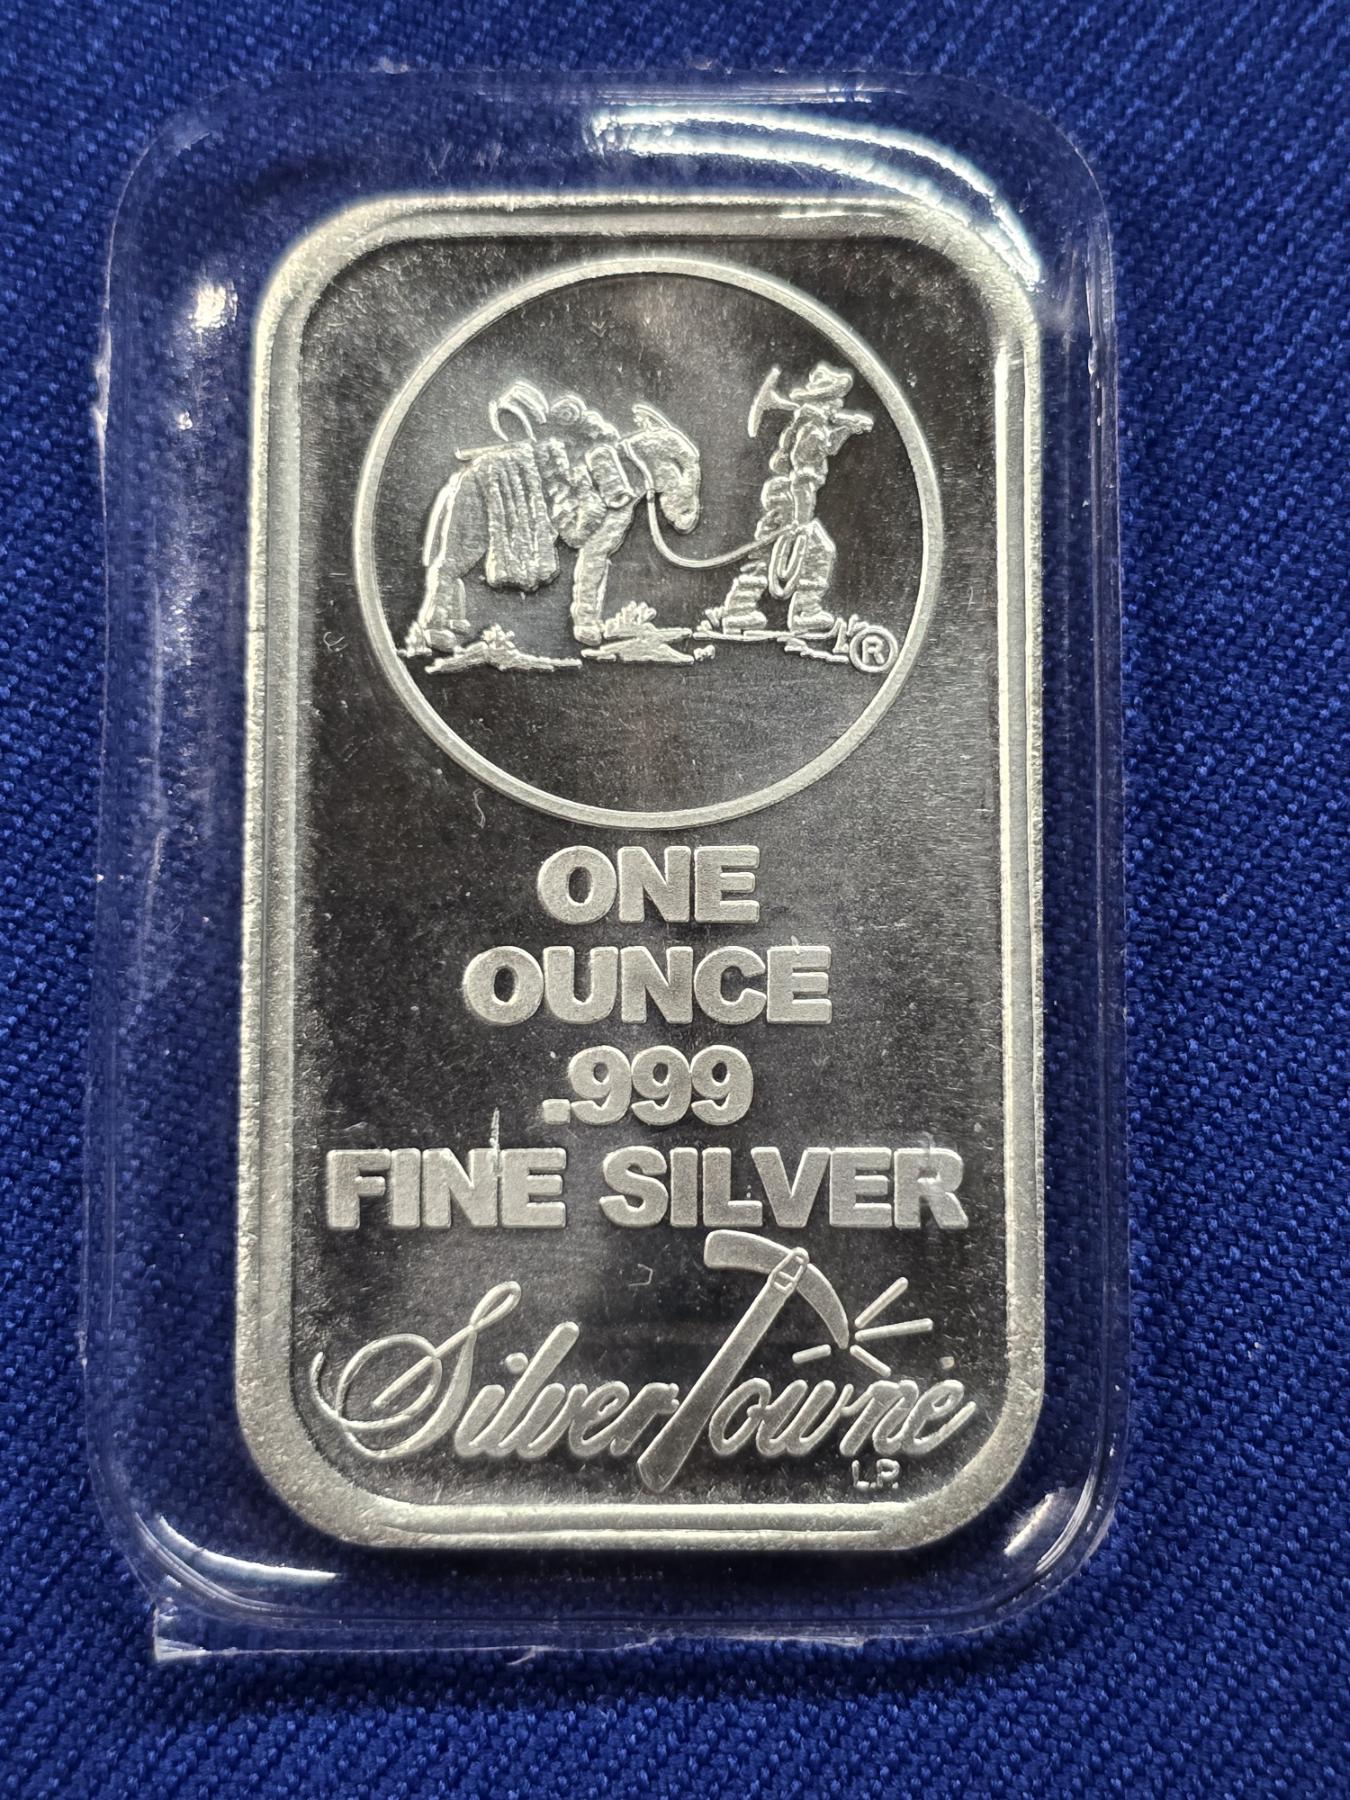 ®
ONE
OUNCE
.999
FINE SILVER
SilverTowne
L.P.